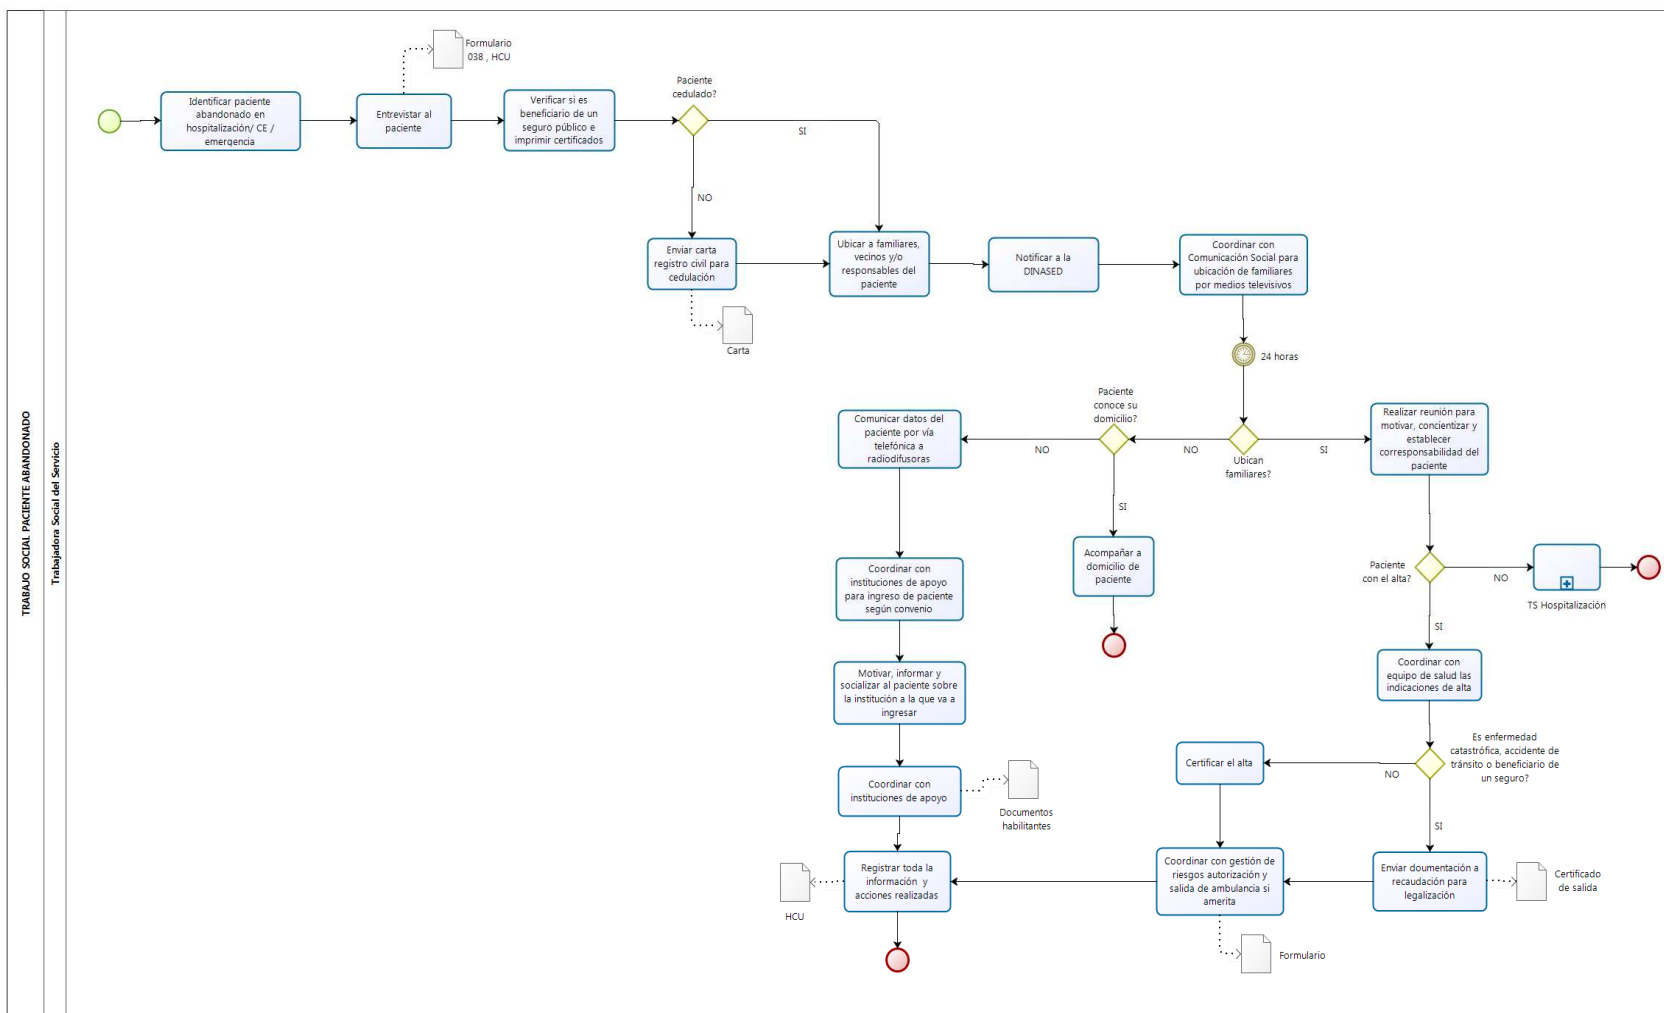 TRABAJO SOCIAL PACIENTE ABANDONADO
Trabajadora Social del Servicio
Formulario
038 , HCU
Identificar paciente
abandonado en
hospitalización/ CE /
emergencia
Entrevistar al
paciente
Verificar si es
beneficiario de un
seguro público e
imprimir certificados
Paciente
cedulado?
SI
NO
Enviar carta
registro civil para
cedulación
Carta
Ubicar a familiares,
vecinos y/o
responsables del
paciente
Notificar a la
DINASED
Coordinar con
Comunicación Social para
ubicación de familiares
por medios televisivos
24 horas
Ubican
familiares?
NO
SI
Paciente
conoce su
domicilio?
NO
SI
Comunicar datos del
paciente por vía
telefónica a
radiodifusoras
Realizar reunión para
motivar, concientizar y
establecer
corresponsabilidad del
paciente
Acompañar a
domicilio de
paciente
Coordinar con
instituciones de apoyo
para ingreso de paciente
según convenio
Paciente
con el alta?
NO
TS Hospitalización
SI
Motivar, informar y
socializar al paciente sobre
la institución a la que va a
ingresar
Coordinar con
equipo de salud las
indicaciones de alta
Es enfermedad
catastrófica, accidente de
tránsito o beneficiario de
un seguro?
NO
SI
Certificar el alta
Coordinar con
instituciones de apoyo
Documentos
habilitantes
Registrar toda la
información y
acciones realizadas
HCU
Coordinar con gestión de
riesgos autorización y
salida de ambulancia si
amerita
Formulario
Enviar doumentación a
recaudación para
legalización
Certificado
de salida